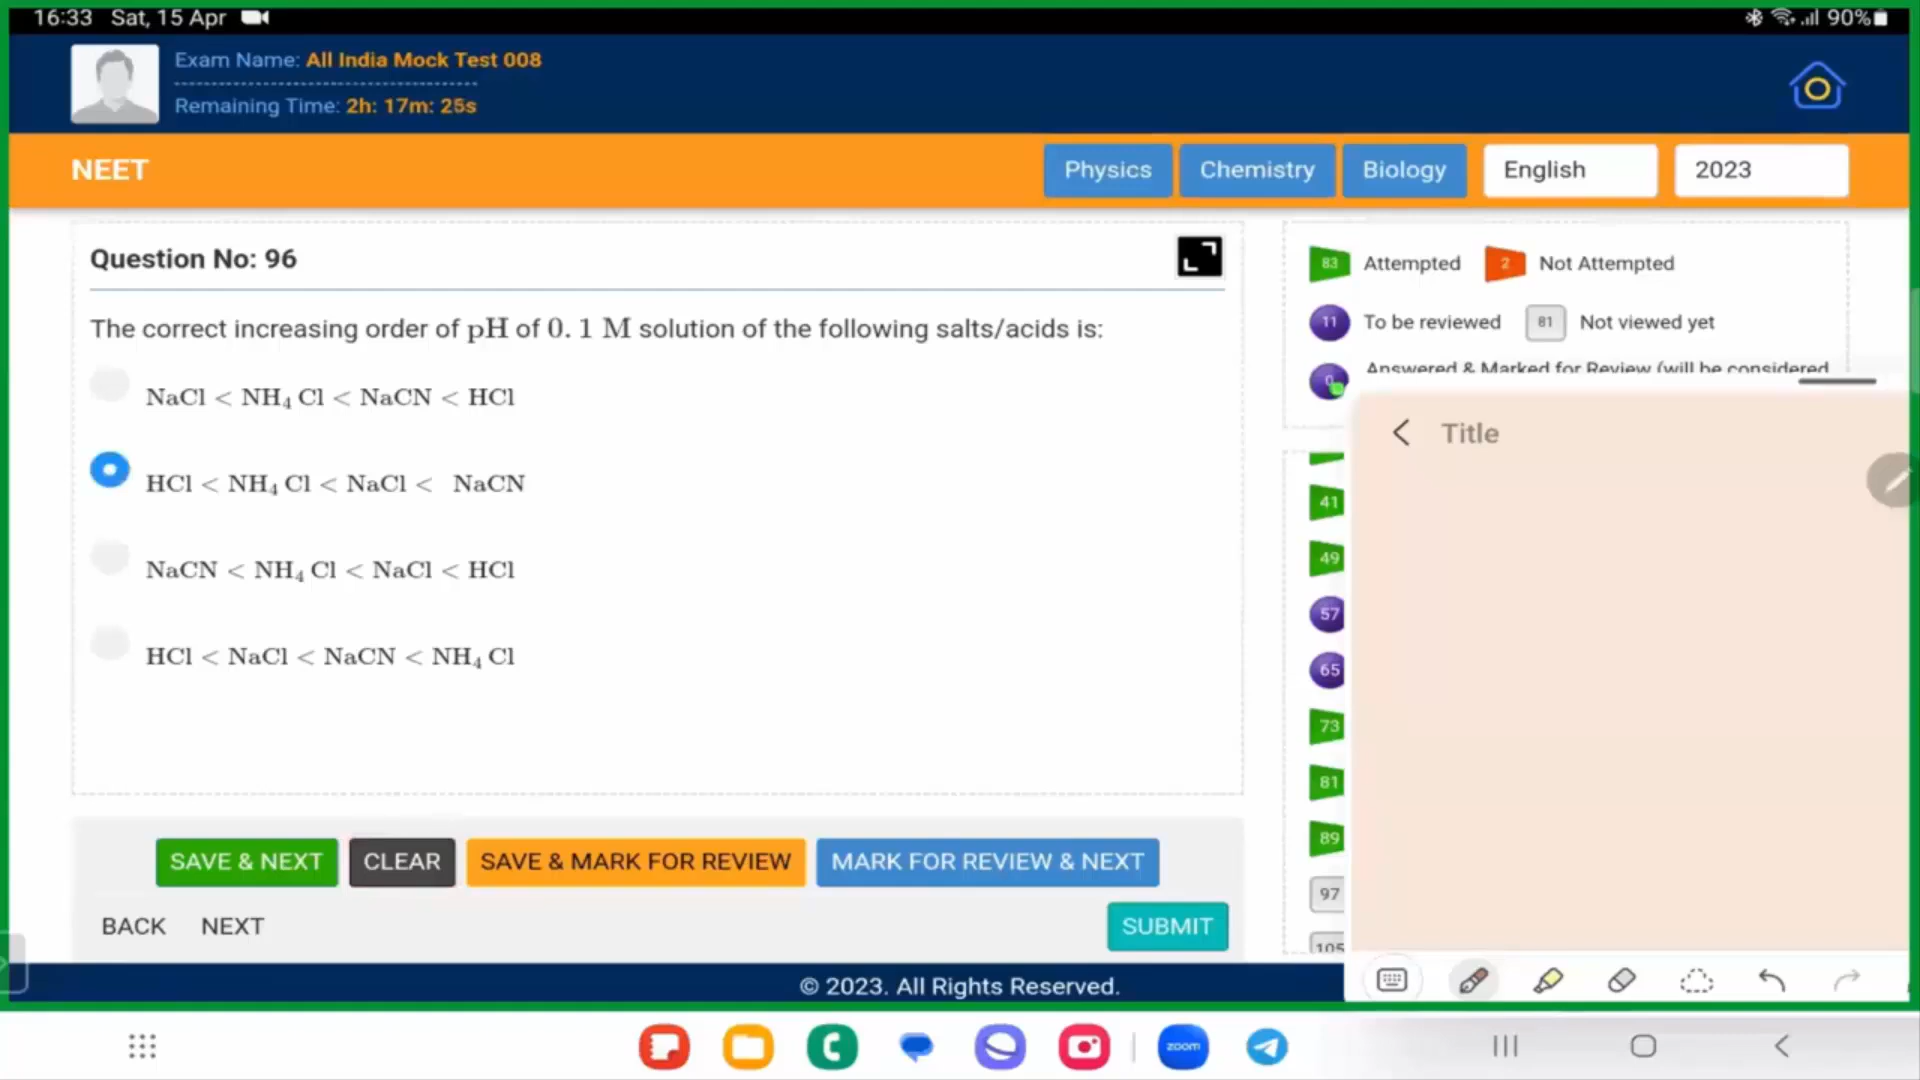 16:33 Sat, 15 Apr 90%
Exam Name: All India Mock Test 008
Remaining Time: 2h: 17m: 25s
NEET
Physics Chemistry Biology English 2023
Question No: 96
The correct increasing order of pH of 0.1 M solution of the following salts/acids is:
NaCl < NH₄ Cl < NaCN < HCl
HCl < NH₄ Cl < NaCl < NaCN
NaCN < NH₄ Cl < NaCl < HCl
HCl < NaCl < NaCN < NH₄ Cl
83 Attempted 2 Not Attempted
11 To be reviewed 81 Not viewed yet
0 Answered & Marked for Review (will be considered
Title
41
49
57
65
73
81
89
97
105
SAVE & NEXT CLEAR SAVE & MARK FOR REVIEW MARK FOR REVIEW & NEXT
BACK NEXT SUBMIT
© 2023. All Rights Reserved.
zoom